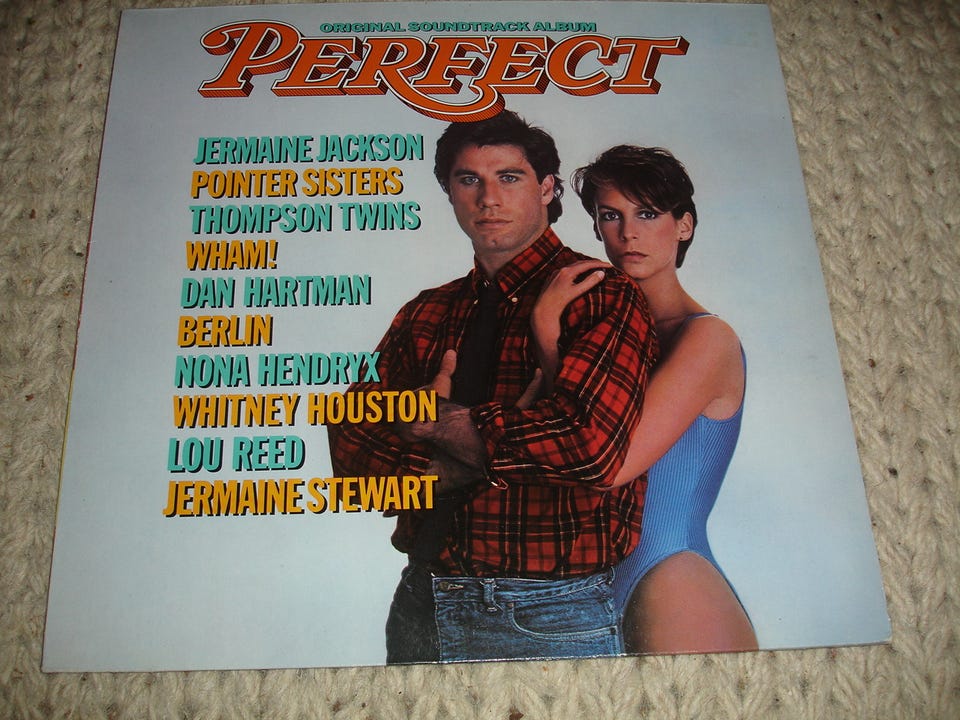 ORIGINAL SOUNDTRACK ALBUM
PERFECT
JERMAINE JACKSON
POINTER SISTERS
THOMPSON TWINS
WHAM!
DAN HARTMAN
BERLIN
NONA HENDRYX
WHITNEY HOUSTON
LOU REED
JERMAINE STEWART